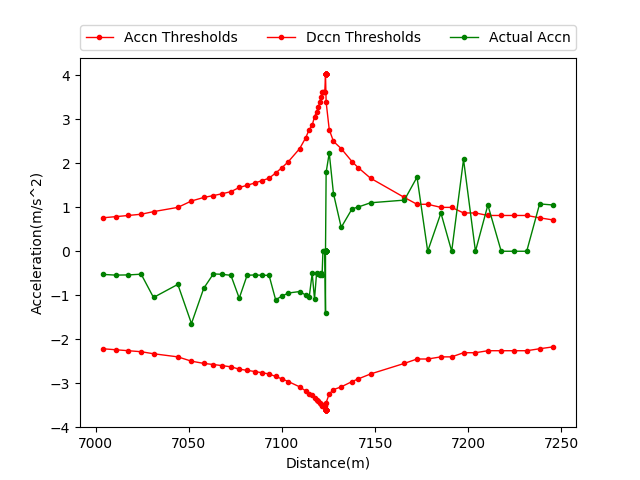 Accn Thresholds Dccn Thresholds Actual Accn
4
3
2
1
0
−1
−2
−3
−4
Acceleration(m/s^2)
7000 7050 7100 7150 7200 7250
Distance(m)